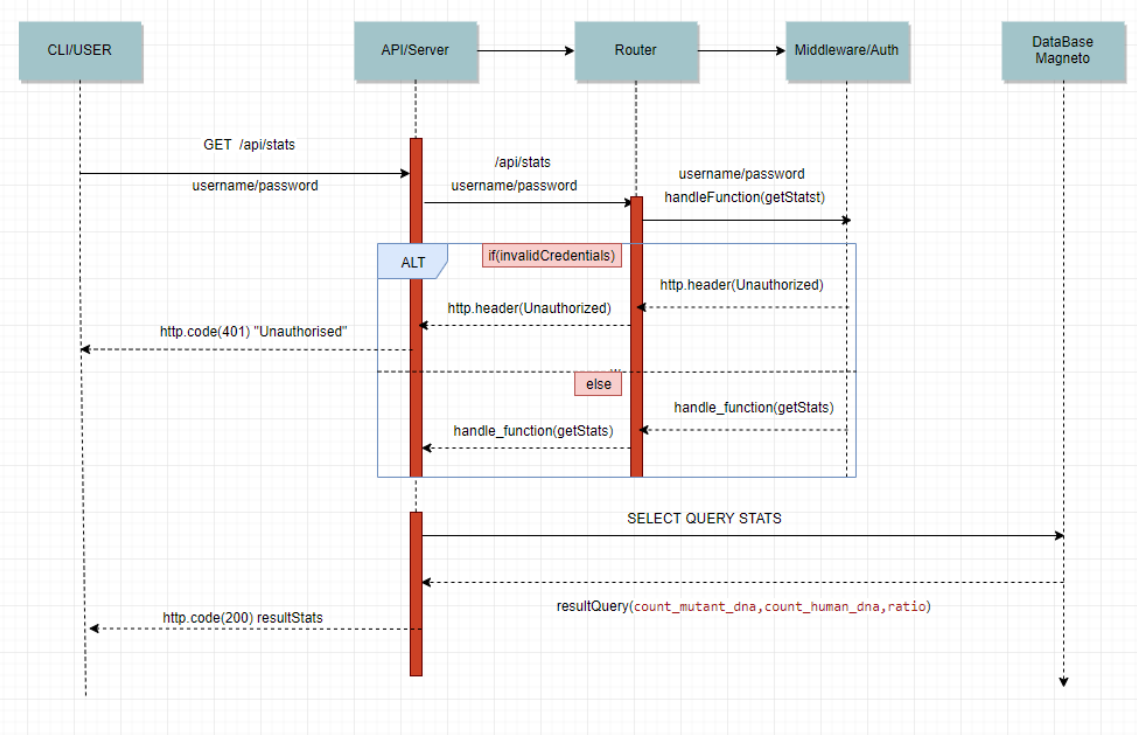 CLI/USER
API/Server
Router
Middleware/Auth
DataBase
Magneto
GET /api/stats
username/password
/api/stats
username/password
username/password
handleFunction(getStatst)
ALT
if(invalidCredentials)
http.header(Unauthorized)
http.header(Unauthorized)
http.code(401) "Unauthorised"
...
else
handle_function(getStats)
handle_function(getStats)
SELECT QUERY STATS
resultQuery(count_mutant_dna,count_human_dna,ratio)
http.code(200) resultStats